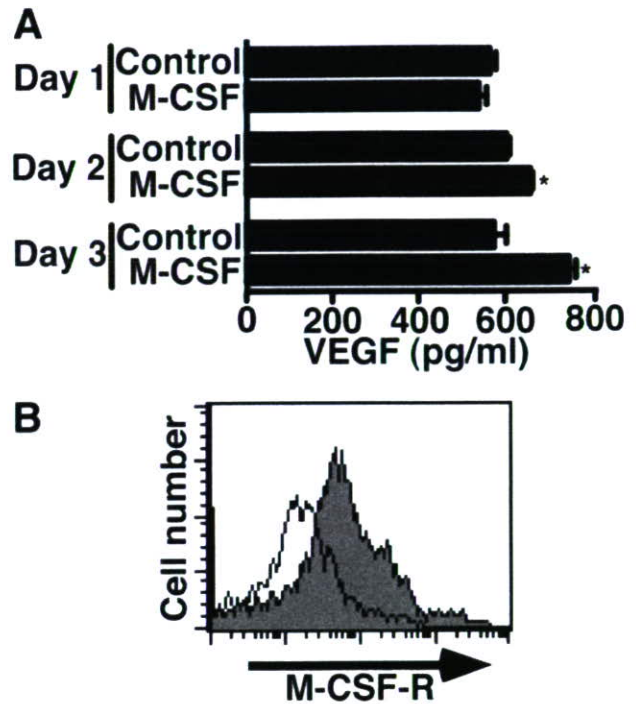 A
Day 1
Control
M-CSF
Day 2
Control
M-CSF *
Day 3
Control
M-CSF *
0 200 400 600 800
VEGF (pg/ml)
B
Cell number
M-CSF-R